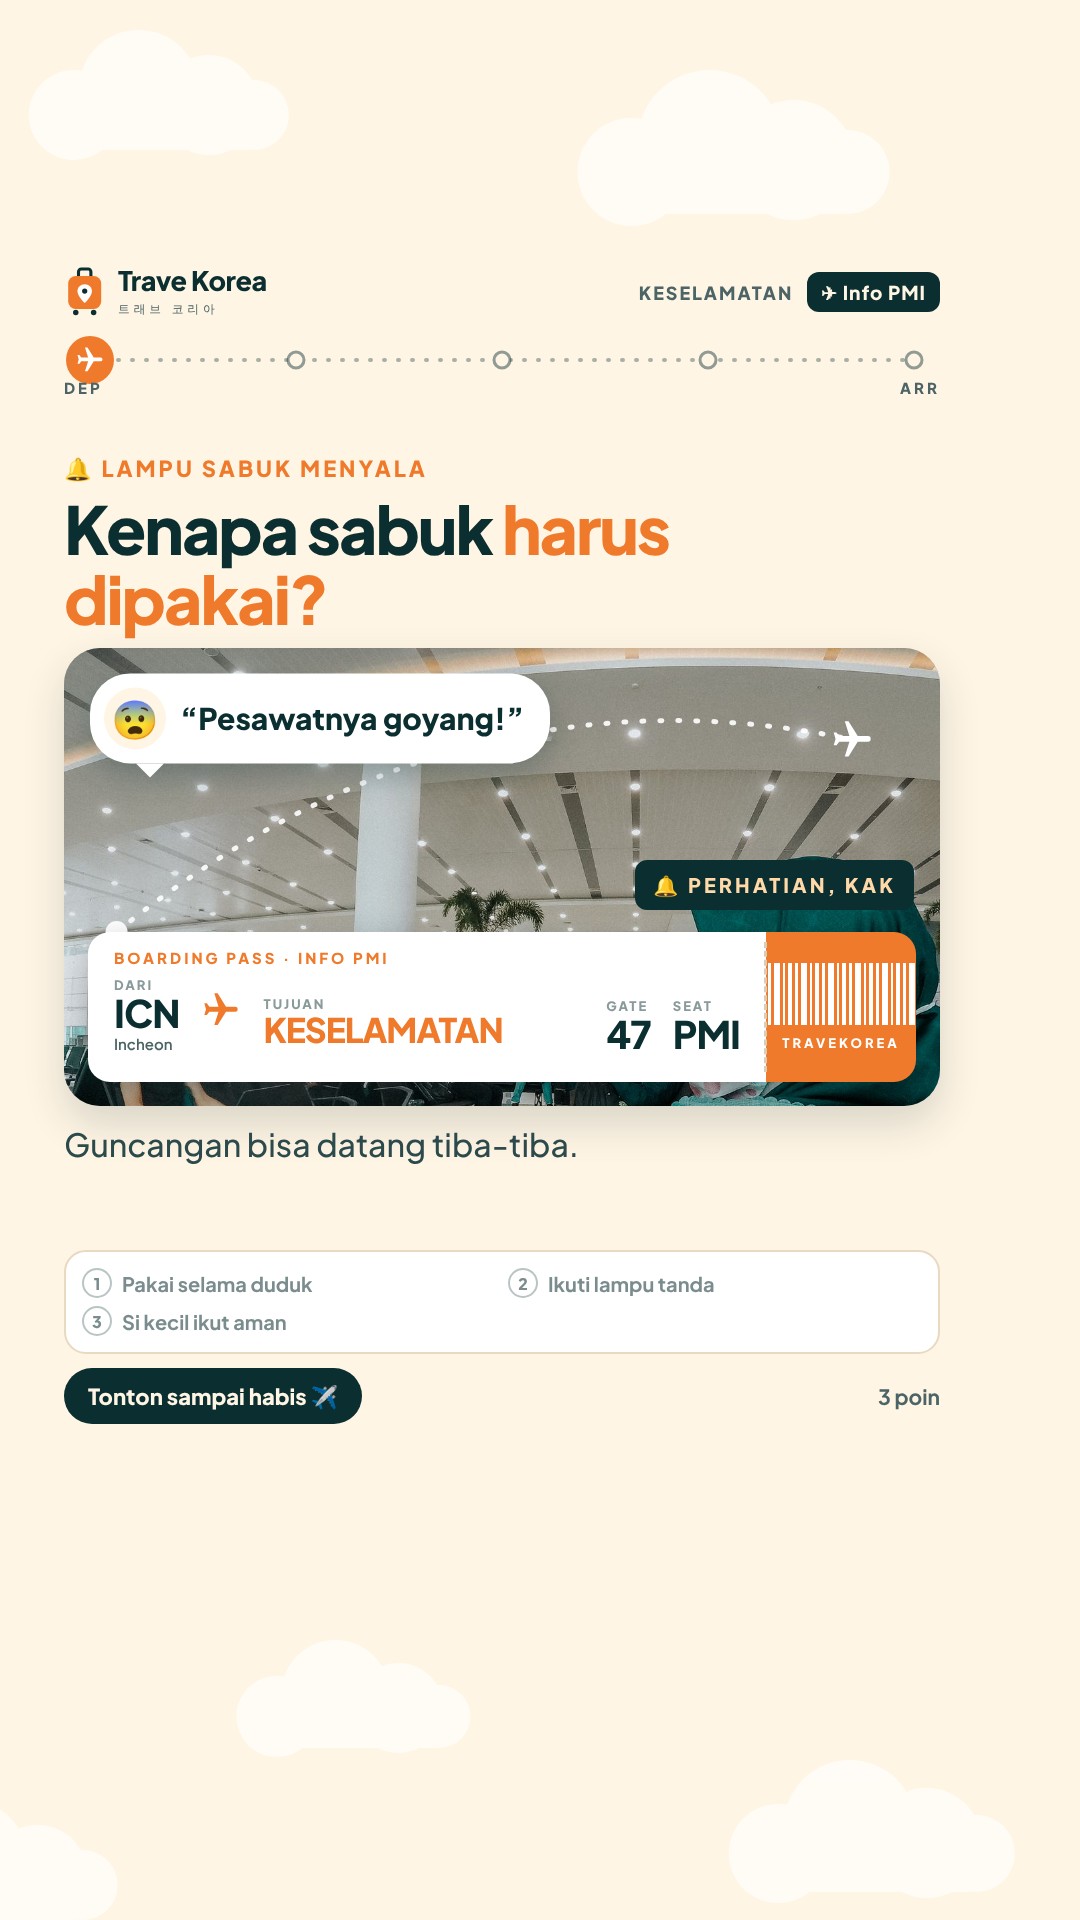 Trave Korea
트래브 코리아
KESELAMATAN
✈ Info PMI
DEP
ARR
🔔 LAMPU SABUK MENYALA
Kenapa sabuk harus
dipakai?
😨 “Pesawatnya goyang!”
🔔 PERHATIAN, KAK
BOARDING PASS · INFO PMI
DARI
ICN
Incheon
TUJUAN
KESELAMATAN
GATE
47
SEAT
PMI
TRAVEKOREA
Guncangan bisa datang tiba-tiba.
1 Pakai selama duduk
2 Ikuti lampu tanda
3 Si kecil ikut aman
Tonton sampai habis ✈️
3 poin